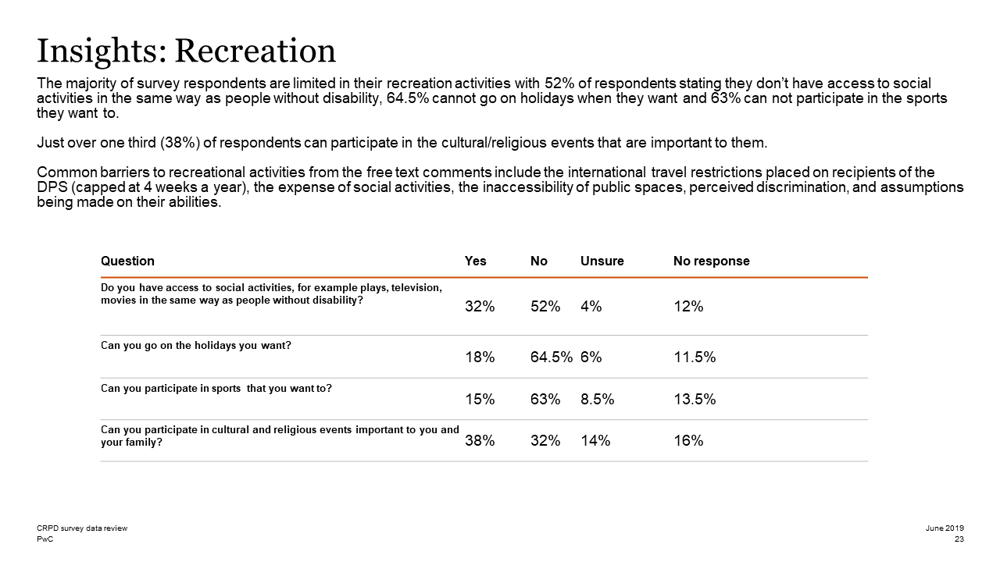 Insights: Recreation
The majority of survey respondents are limited in their recreation activities with 52% of respondents stating they don’t have access to social
activities in the same way as people without disability, 64.5% cannot go on holidays when they want and 63% can not participate in the sports
they want to.
Just over one third (38%) of respondents can participate in the cultural/religious events that are important to them.
Common barriers to recreational activities from the free text comments include the international travel restrictions placed on recipients of the
DPS (capped at 4 weeks a year), the expense of social activities, the inaccessibility of public spaces, perceived discrimination, and assumptions
being made on their abilities.
Question Yes No Unsure No response
Do you have access to social activities, for example plays, television,
movies in the same way as people without disability?
32% 52% 4% 12%
Can you go on the holidays you want?
18% 64.5% 6% 11.5%
Can you participate in sports that you want to?
15% 63% 8.5% 13.5%
Can you participate in cultural and religious events important to you and
your family?
38% 32% 14% 16%
CRPD survey data review
PwC
June 2019
23